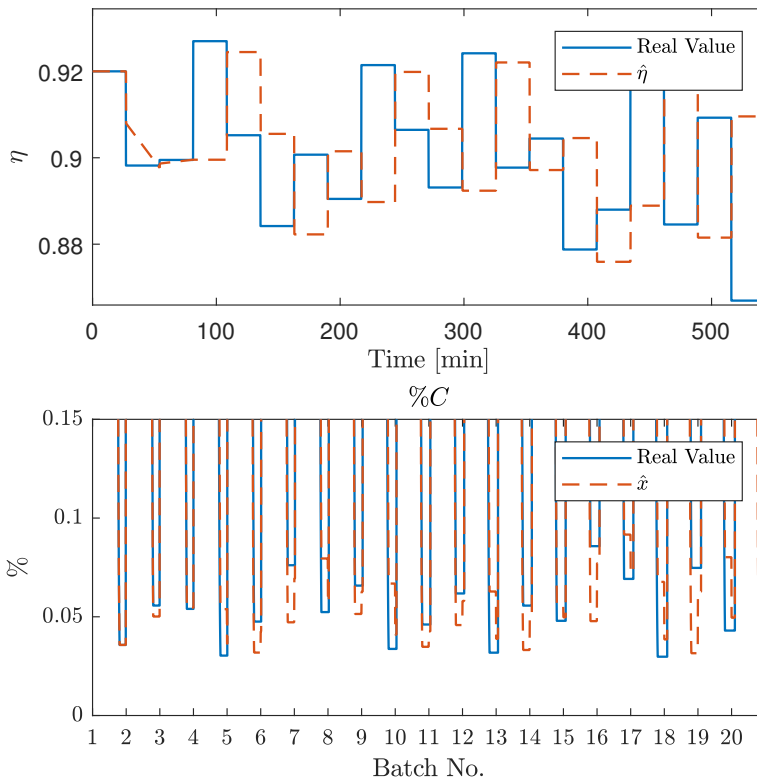 Real Value
η̂
0.92
0.9
0.88
η
0 100 200 300 400 500
Time [min]
%C
0.15
0.1
0.05
0
%
Real Value
x̂
1 2 3 4 5 6 7 8 9 10 11 12 13 14 15 16 17 18 19 20
Batch No.